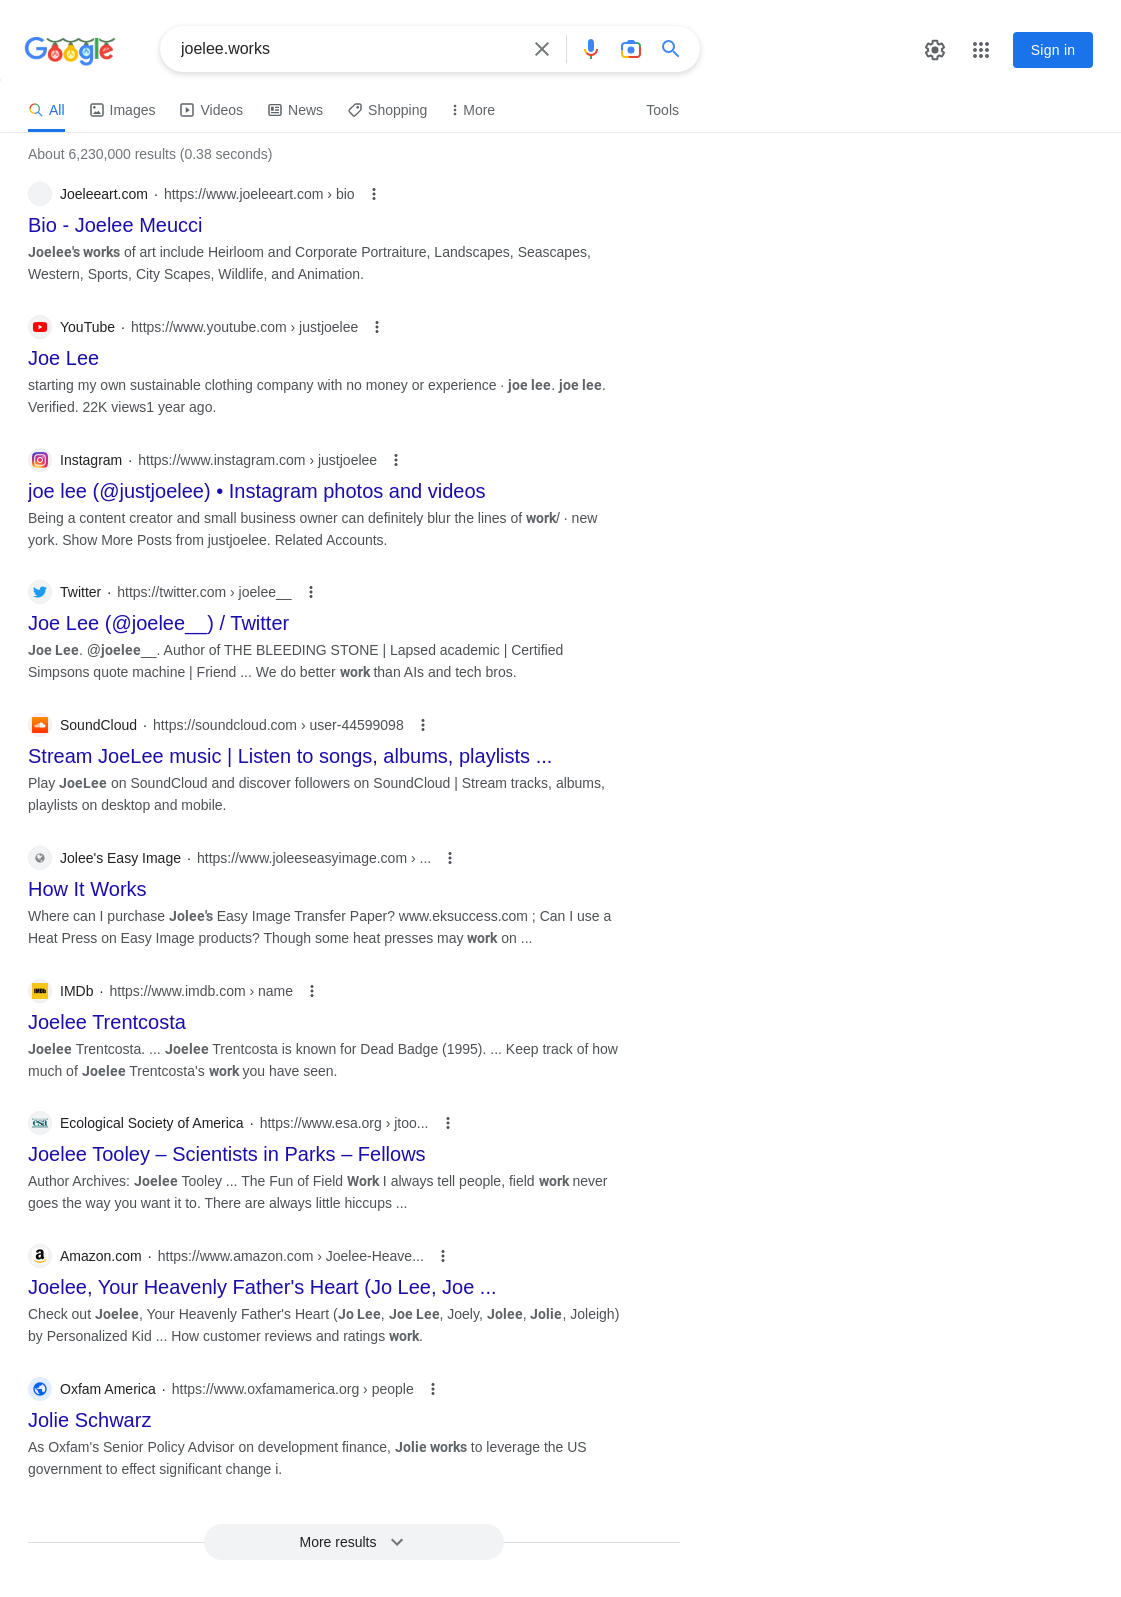 Google
joelee.works
Sign in
All Images Videos News Shopping More Tools
About 6,230,000 results (0.38 seconds)
Joeleeart.com · https://www.joeleeart.com › bio
Bio - Joelee Meucci
Joelee's works of art include Heirloom and Corporate Portraiture, Landscapes, Seascapes,
Western, Sports, City Scapes, Wildlife, and Animation.
YouTube · https://www.youtube.com › justjoelee
Joe Lee
starting my own sustainable clothing company with no money or experience · joe lee. joe lee.
Verified. 22K views1 year ago.
Instagram · https://www.instagram.com › justjoelee
joe lee (@justjoelee) • Instagram photos and videos
Being a content creator and small business owner can definitely blur the lines of work/ · new
york. Show More Posts from justjoelee. Related Accounts.
Twitter · https://twitter.com › joelee__
Joe Lee (@joelee__) / Twitter
Joe Lee. @joelee__. Author of THE BLEEDING STONE | Lapsed academic | Certified
Simpsons quote machine | Friend ... We do better work than AIs and tech bros.
SoundCloud · https://soundcloud.com › user-44599098
Stream JoeLee music | Listen to songs, albums, playlists ...
Play JoeLee on SoundCloud and discover followers on SoundCloud | Stream tracks, albums,
playlists on desktop and mobile.
Jolee's Easy Image · https://www.joleeseasyimage.com › ...
How It Works
Where can I purchase Jolee's Easy Image Transfer Paper? www.eksuccess.com ; Can I use a
Heat Press on Easy Image products? Though some heat presses may work on ...
IMDb IMDb · https://www.imdb.com › name
Joelee Trentcosta
Joelee Trentcosta. ... Joelee Trentcosta is known for Dead Badge (1995). ... Keep track of how
much of Joelee Trentcosta's work you have seen.
esa Ecological Society of America · https://www.esa.org › jtoo...
Joelee Tooley – Scientists in Parks – Fellows
Author Archives: Joelee Tooley ... The Fun of Field Work I always tell people, field work never
goes the way you want it to. There are always little hiccups ...
a Amazon.com · https://www.amazon.com › Joelee-Heave...
Joelee, Your Heavenly Father's Heart (Jo Lee, Joe ...
Check out Joelee, Your Heavenly Father's Heart (Jo Lee, Joe Lee, Joely, Jolee, Jolie, Joleigh)
by Personalized Kid ... How customer reviews and ratings work.
Oxfam America · https://www.oxfamamerica.org › people
Jolie Schwarz
As Oxfam's Senior Policy Advisor on development finance, Jolie works to leverage the US
government to effect significant change i.
More results